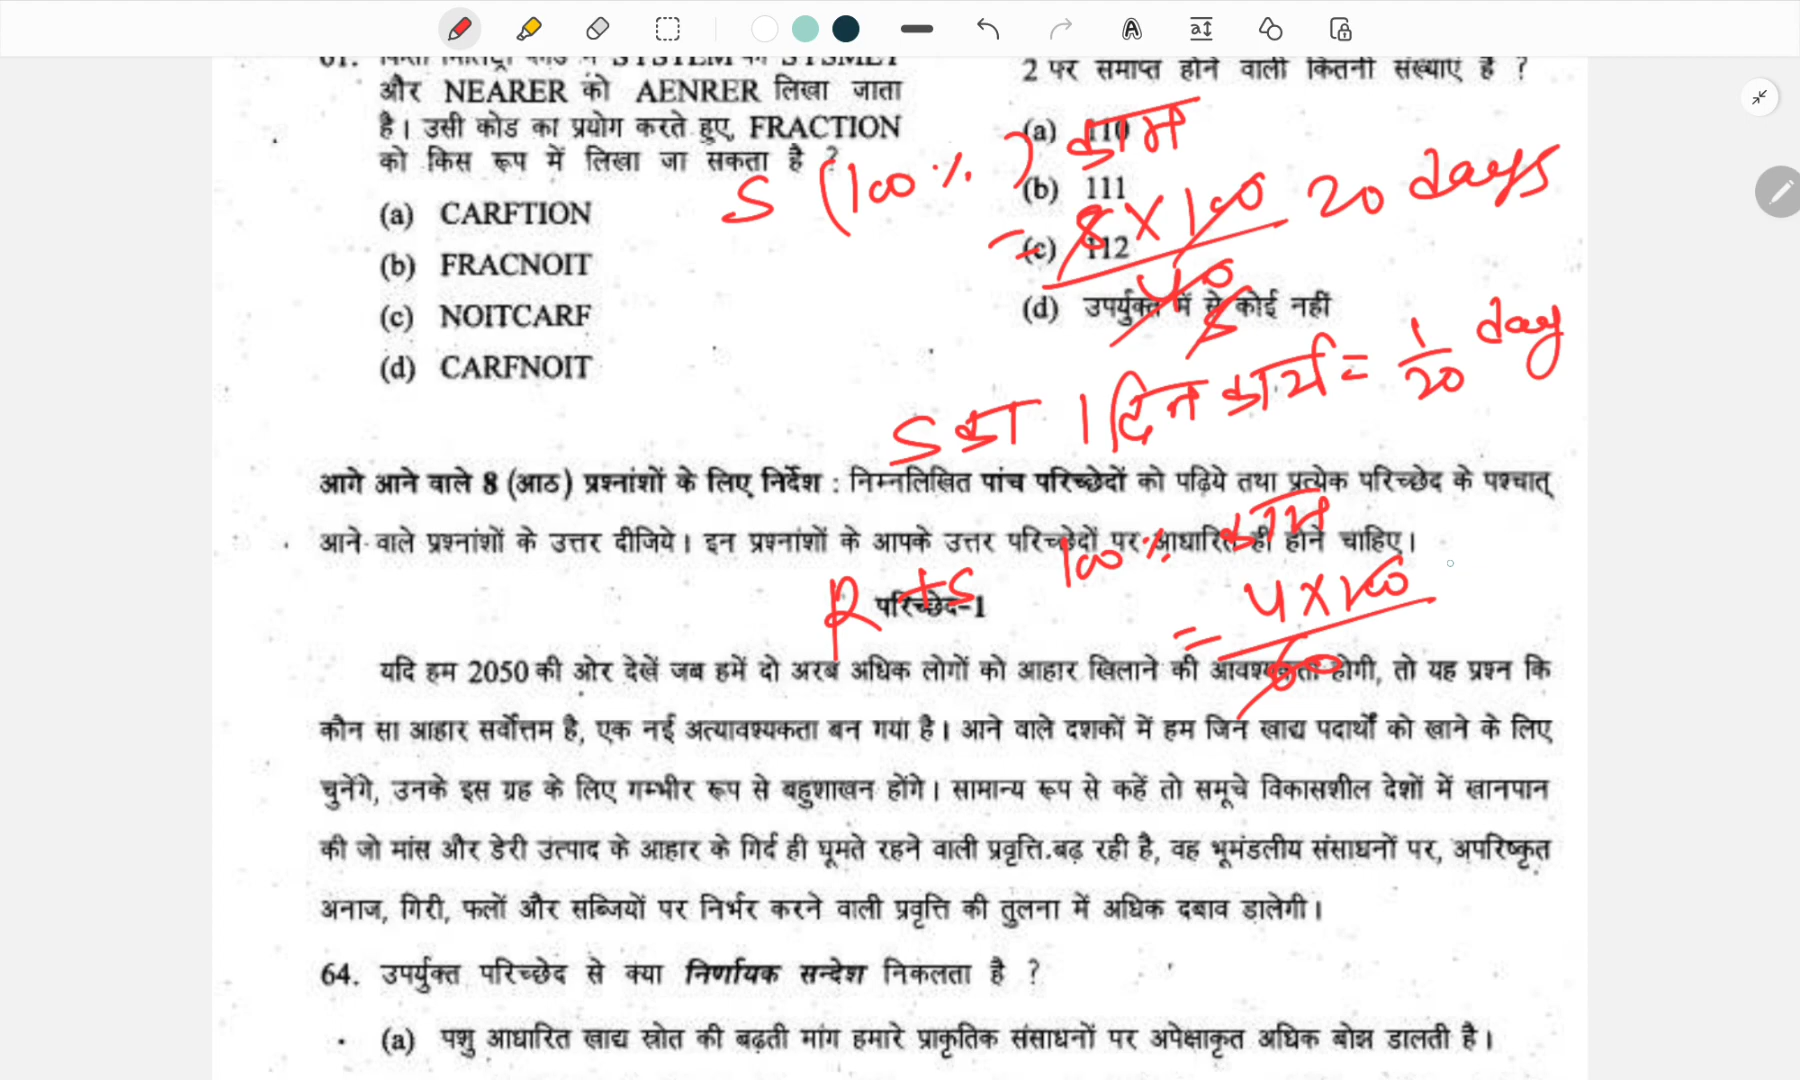 61. किसी मिलिट्री कोड में SYSTEM को SYSMET
और NEARER को AENRER लिखा जाता
है। उसी कोड का प्रयोग करते हुए, FRACTION
को किस रूप में लिखा जा सकता है ?
(a) CARFTION
(b) FRACNOIT
(c) NOITCARF
(d) CARFNOIT
2 पर समाप्त होने वाली कितनी संख्याएं हैं ?
(a) 110
(b) 111
(c) 112
(d) उपर्युक्त में से कोई नहीं
S (100 %) काम
= 8 X 100 20 days
40
S का 1 दिन कार्य = 1/20 day
आगे आने वाले 8 (आठ) प्रश्नांशों के लिए निर्देश : निम्नलिखित पांच परिच्छेदों को पढ़िये तथा प्रत्येक परिच्छेद के पश्चात्
आने वाले प्रश्नांशों के उत्तर दीजिये। इन प्रश्नांशों के आपके उत्तर परिच्छेदों पर आधारित ही होने चाहिए।
R+S 100% काम
= 4 X 100
60
परिच्छेद-1
यदि हम 2050 की ओर देखें जब हमें दो अरब अधिक लोगों को आहार खिलाने की आवश्यकता होगी, तो यह प्रश्न कि
कौन सा आहार सर्वोत्तम है, एक नई अत्यावश्यकता बन गया है। आने वाले दशकों में हम जिन खाद्य पदार्थों को खाने के लिए
चुनेंगे, उनके इस ग्रह के लिए गम्भीर रूप से बहुशाखन होंगे। सामान्य रूप से कहें तो समूचे विकासशील देशों में खानपान
की जो मांस और डेरी उत्पाद के आहार के गिर्द ही घूमते रहने वाली प्रवृत्ति बढ़ रही है, वह भूमंडलीय संसाधनों पर, अपरिष्कृत
अनाज, गिरी, फलों और सब्जियों पर निर्भर करने वाली प्रवृत्ति की तुलना में अधिक दबाव डालेगी।
64. उपर्युक्त परिच्छेद से क्या निर्णायक सन्देश निकलता है ?
(a) पशु आधारित खाद्य स्रोत की बढ़ती मांग हमारे प्राकृतिक संसाधनों पर अपेक्षाकृत अधिक बोझ डालती है।